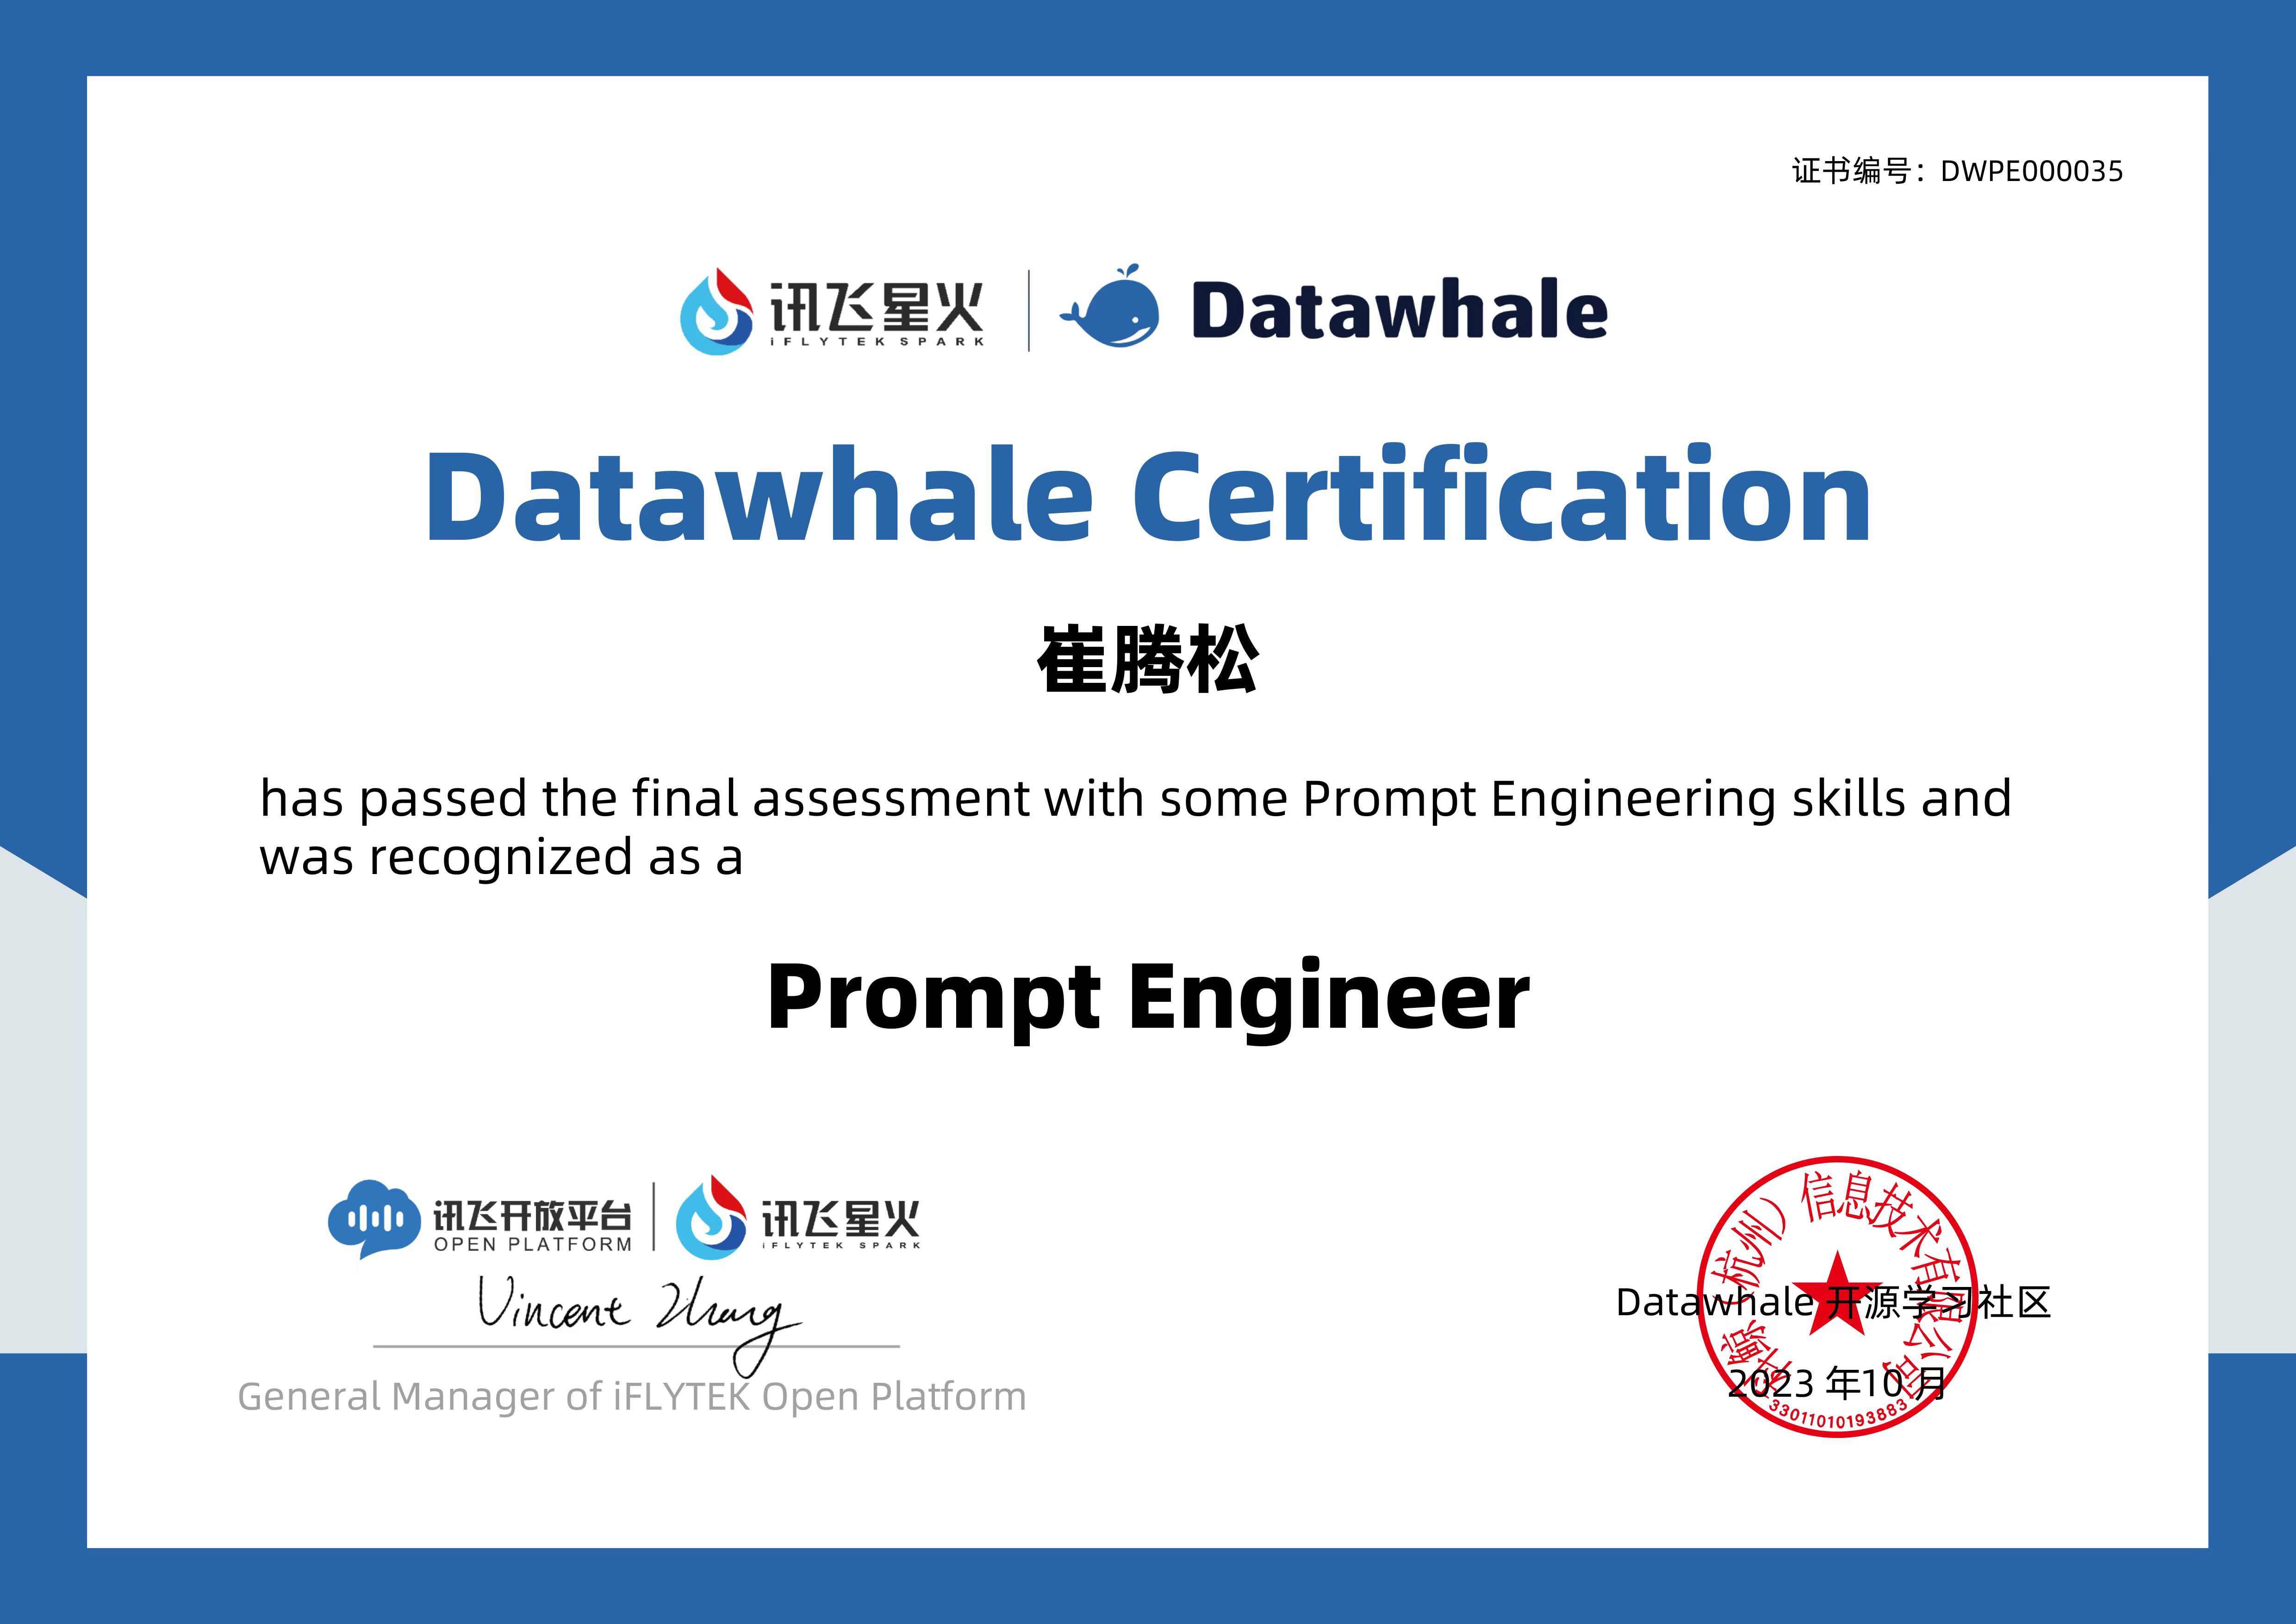 证书编号：DWPE000035
讯飞星火
iFLYTEK SPARK
Datawhale
Datawhale Certification
崔腾松
has passed the final assessment with some Prompt Engineering skills and
was recognized as a
Prompt Engineer
讯飞开放平台
OPEN PLATFORM
讯飞星火
iFLYTEK SPARK
Vincent Zhang
General Manager of iFLYTEK Open Platform
鲸（杭州）信息技术有限公司
Datawhale 开源学习社区
2023 年10 月
33011010193883